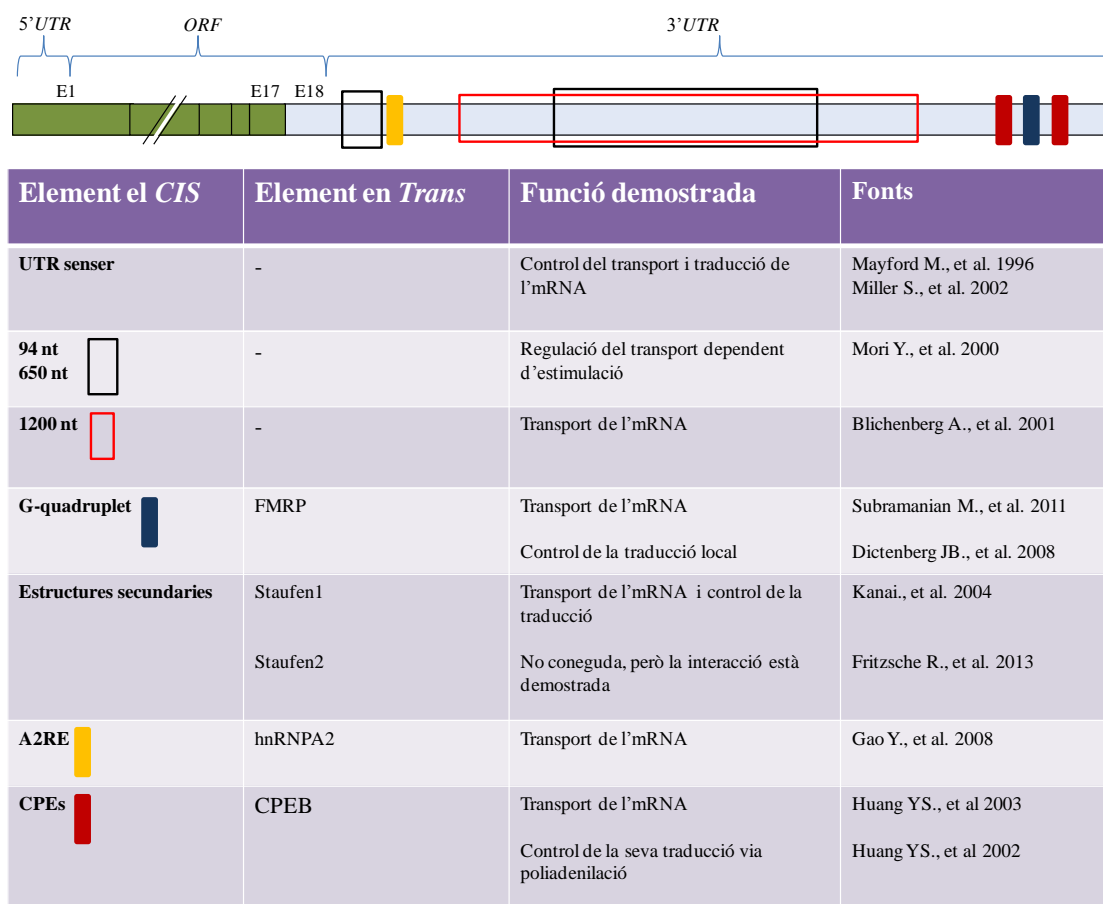 5’UTR ORF 3’UTR
E1 E17 E18
Element el CIS Element en Trans Funció demostrada Fonts
UTR senser - Control del transport i traducció de Mayford M., et al. 1996
l’mRNA Miller S., et al. 2002
94 nt - Regulació del transport dependent Mori Y., et al. 2000
650 nt d’estimulació
1200 nt - Transport de l’mRNA Blichenberg A., et al. 2001
G-quadruplet FMRP Transport de l’mRNA Subramanian M., et al. 2011
Control de la traducció local Dictenberg JB., et al. 2008
Estructures secundaries Staufen1 Transport de l’mRNA i control de la Kanai., et al. 2004
traducció
Staufen2 No coneguda, però la interacció està Fritzsche R., et al. 2013
demostrada
A2RE hnRNPA2 Transport de l’mRNA Gao Y., et al. 2008
CPEs CPEB Transport de l’mRNA Huang YS., et al 2003
Control de la seva traducció via Huang YS., et al 2002
poliadenilació